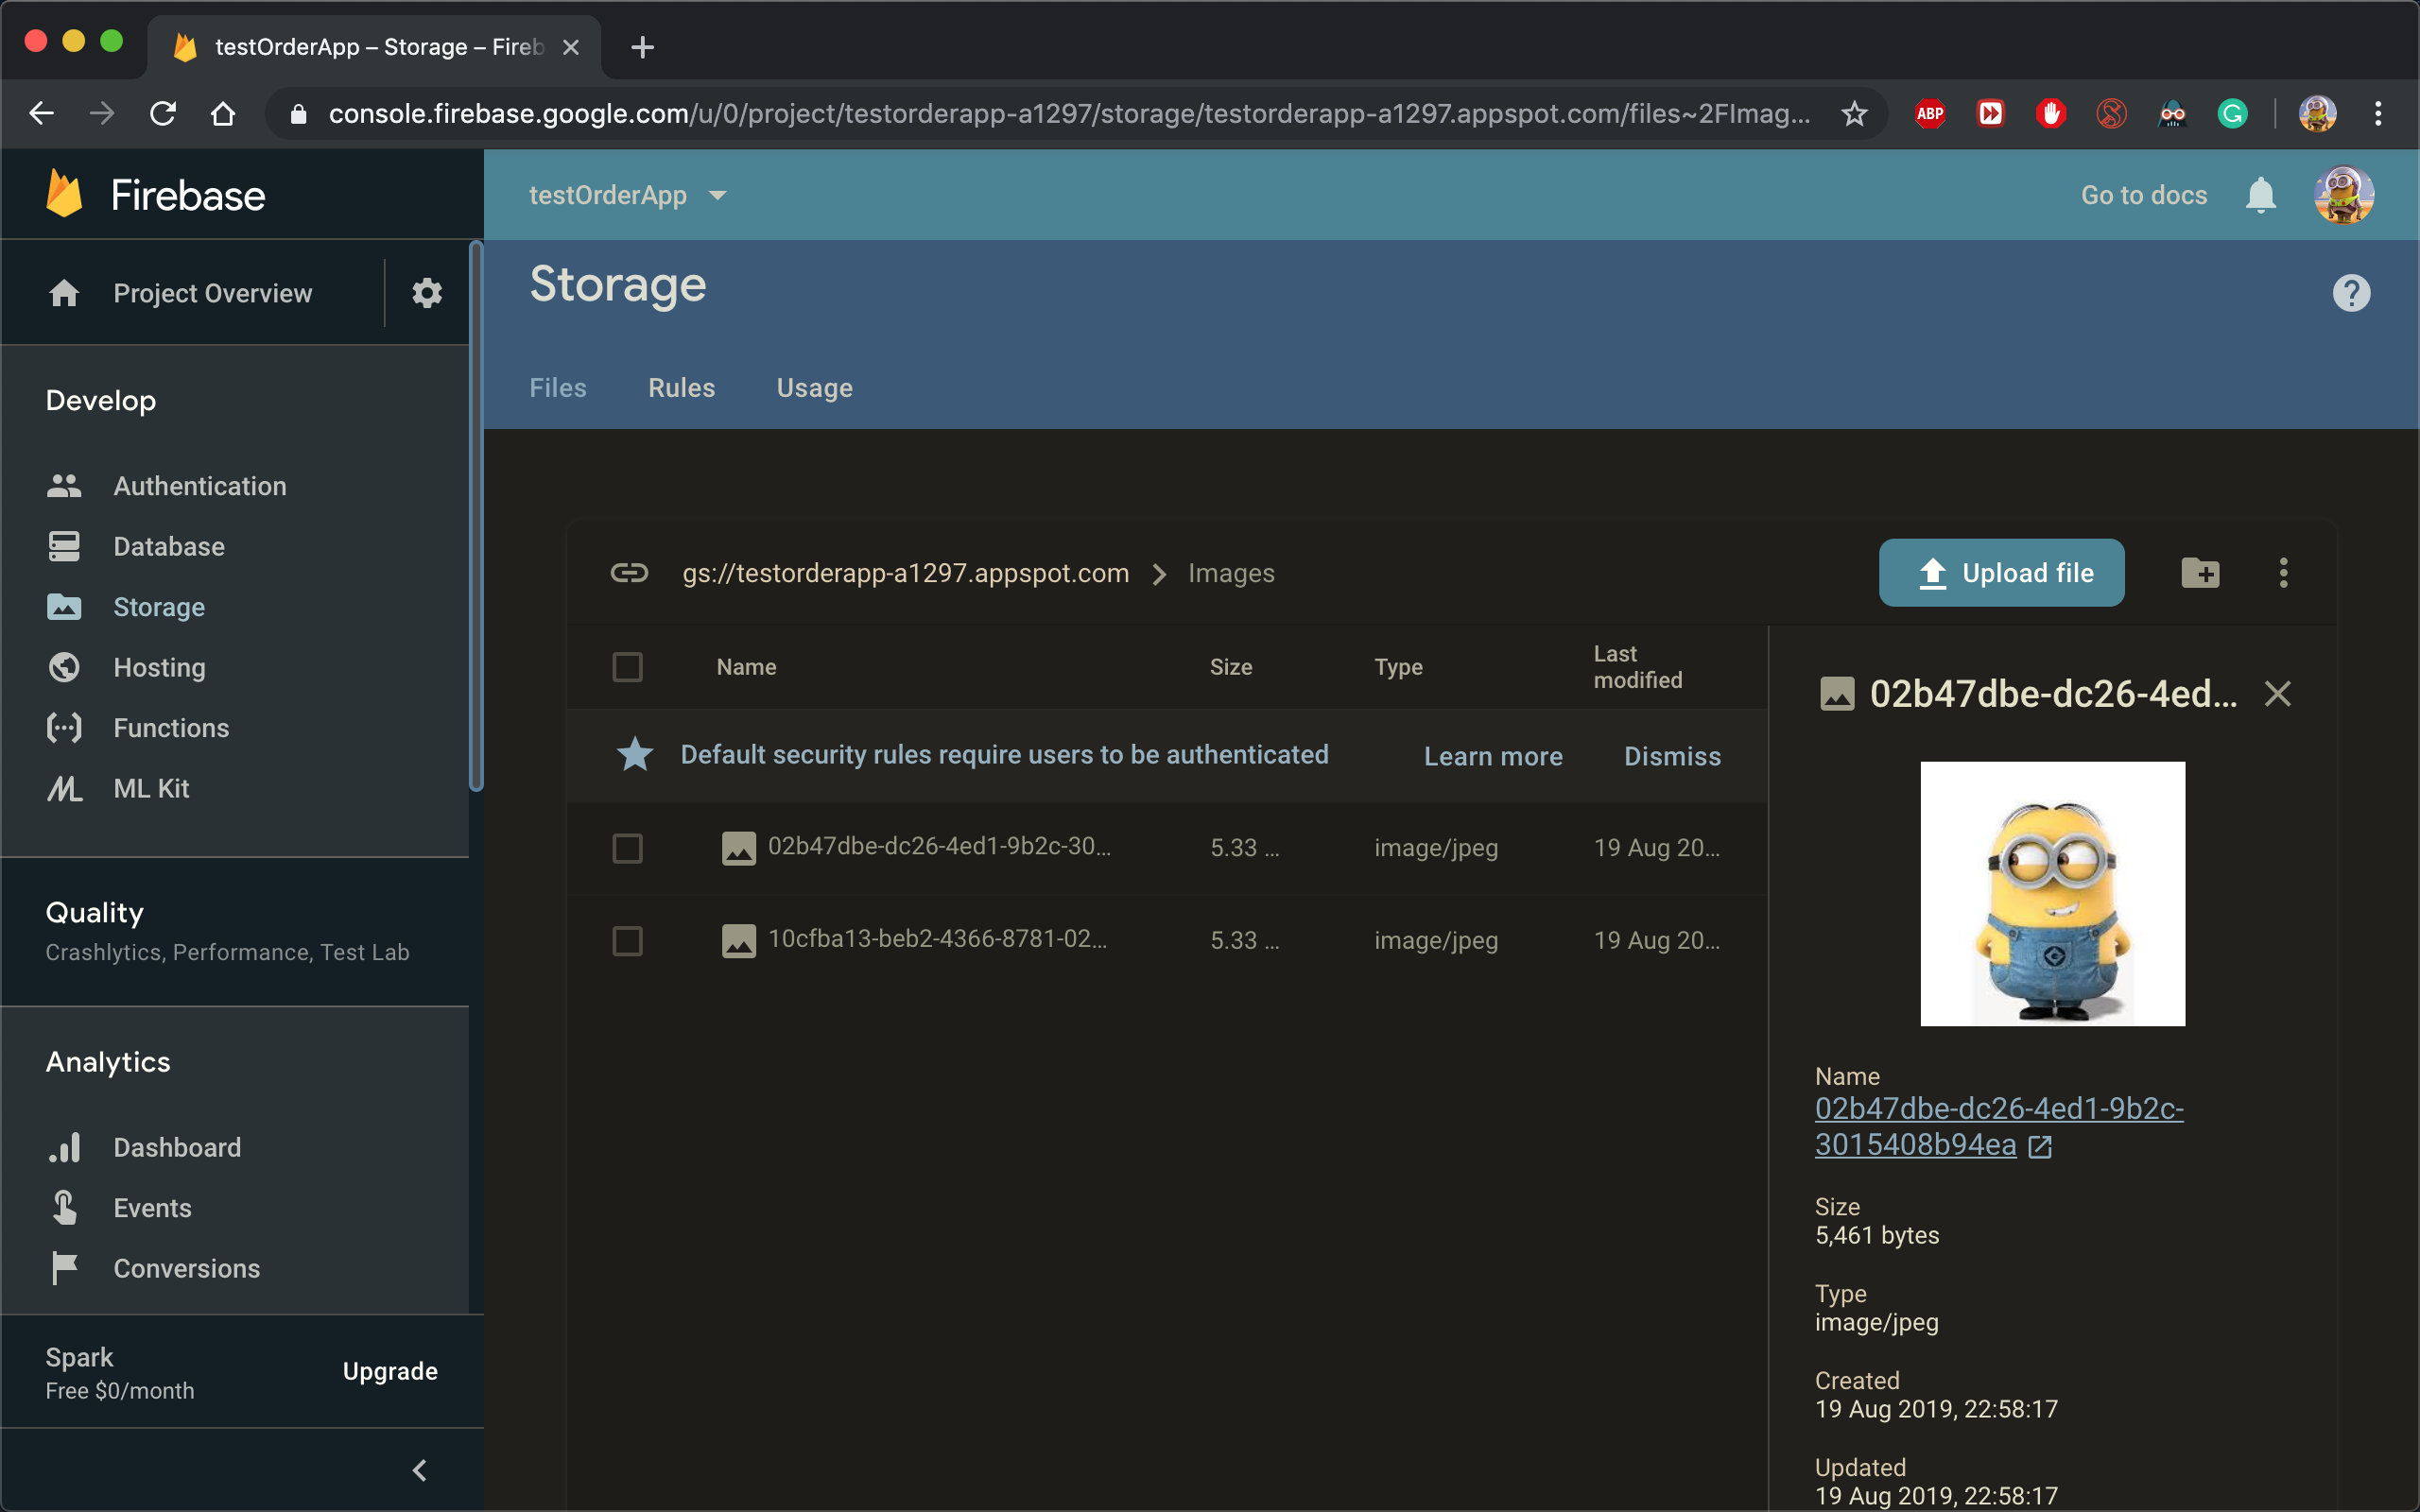 testOrderApp – Storage – Fireb
console.firebase.google.com/u/0/project/testorderapp-a1297/storage/testorderapp-a1297.appspot.com/files~2FImag...
ABP
Firebase
testOrderApp
Go to docs
Project Overview
Storage
Files Rules Usage
Develop
Authentication
Database
Storage
Hosting
Functions
ML Kit
Quality
Crashlytics, Performance, Test Lab
Analytics
Dashboard
Events
Conversions
Spark
Free $0/month
Upgrade
gs://testorderapp-a1297.appspot.com > Images
Upload file
Name Size Type Last modified
Default security rules require users to be authenticated Learn more Dismiss
02b47dbe-dc26-4ed1-9b2c-30... 5.33 ... image/jpeg 19 Aug 20...
10cfba13-beb2-4366-8781-02... 5.33 ... image/jpeg 19 Aug 20...
02b47dbe-dc26-4ed...
Name
02b47dbe-dc26-4ed1-9b2c-
3015408b94ea
Size
5,461 bytes
Type
image/jpeg
Created
19 Aug 2019, 22:58:17
Updated
19 Aug 2019, 22:58:17